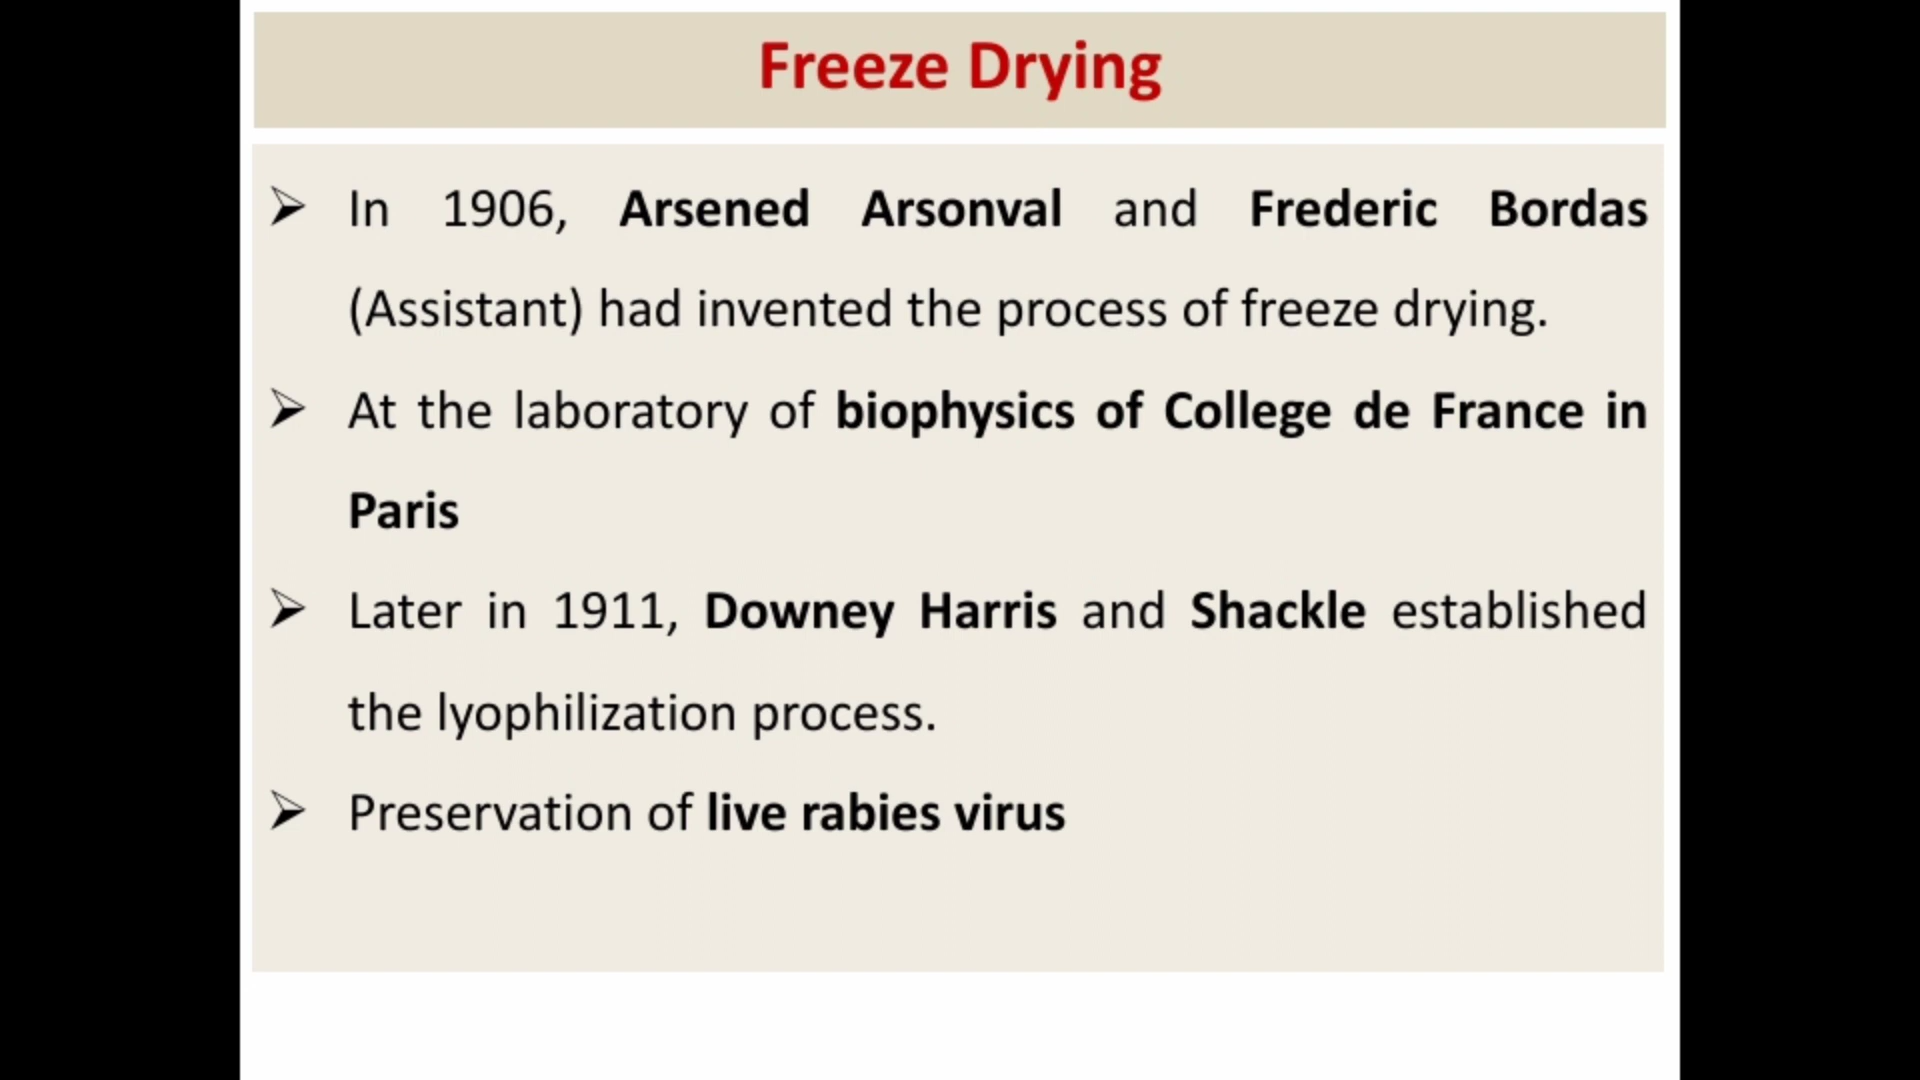 Freeze Drying
➢ In 1906, Arsened Arsonval and Frederic Bordas
(Assistant) had invented the process of freeze drying.
➢ At the laboratory of biophysics of College de France in
Paris
➢ Later in 1911, Downey Harris and Shackle established
the lyophilization process.
➢ Preservation of live rabies virus